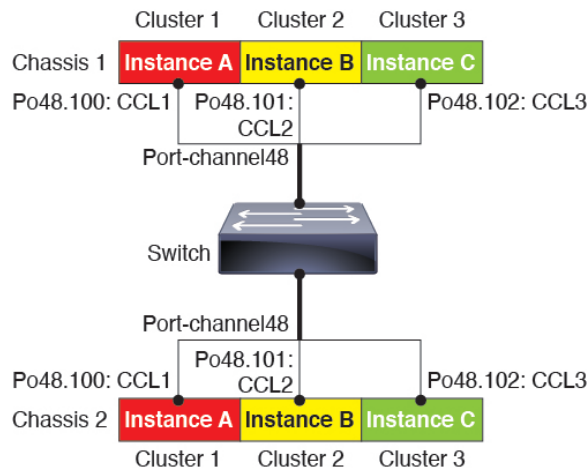 Cluster 1 Cluster 2 Cluster 3
Chassis 1 Instance A Instance B Instance C
Po48.100: CCL1 Po48.101: CCL2 Po48.102: CCL3
Port-channel48
Switch
Port-channel48
Po48.100: CCL1 Po48.101: CCL2 Po48.102: CCL3
Chassis 2 Instance A Instance B Instance C
Cluster 1 Cluster 2 Cluster 3